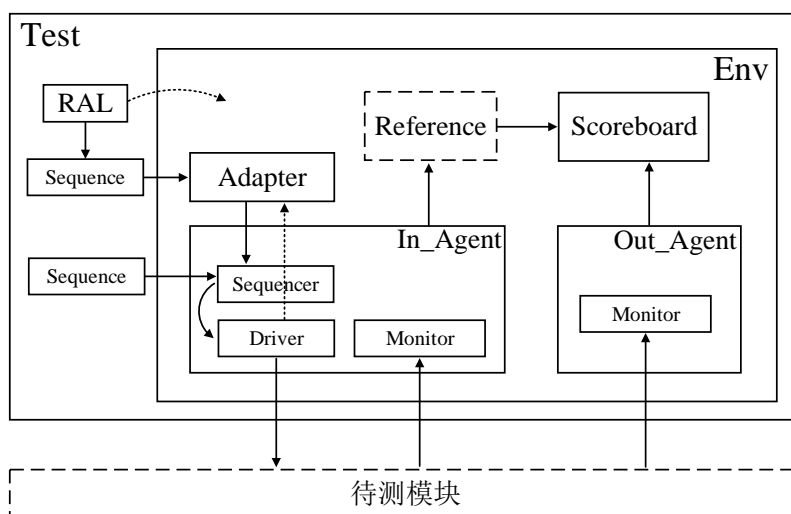 Test
Env
RAL
Reference
Scoreboard
Sequence
Adapter
In_Agent
Out_Agent
Sequence
Sequencer
Monitor
Driver
Monitor
待测模块